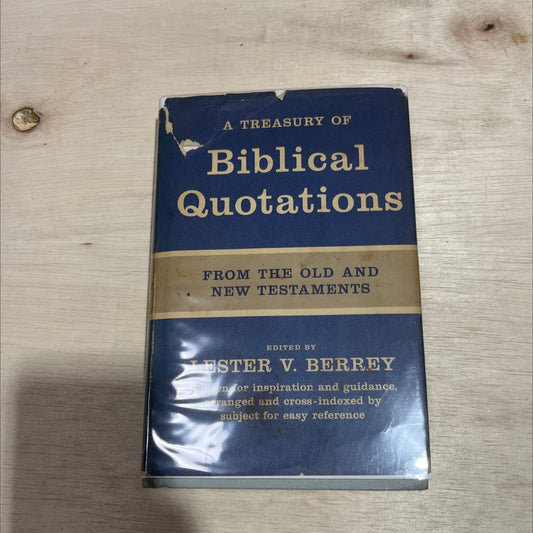 A TREASURY OF
Biblical
Quotations
FROM THE OLD AND
NEW TESTAMENTS
EDITED BY
LESTER V. BERREY
for inspiration and guidance,
and cross-indexed by
subject for easy reference